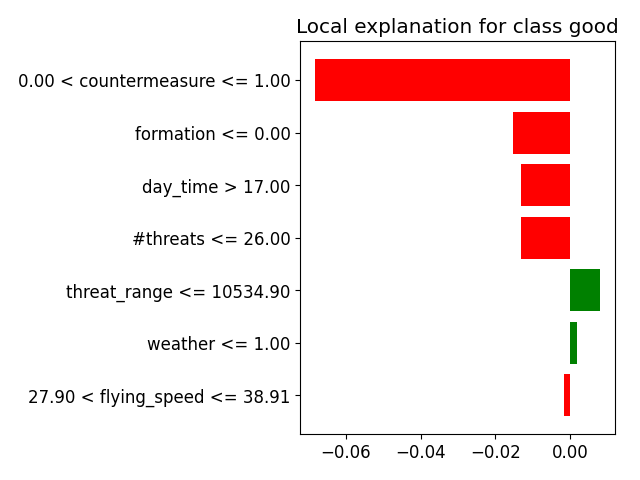 Local explanation for class good
0.00 < countermeasure <= 1.00
formation <= 0.00
day_time > 17.00
#threats <= 26.00
threat_range <= 10534.90
weather <= 1.00
27.90 < flying_speed <= 38.91
−0.06 −0.04 −0.02 0.00